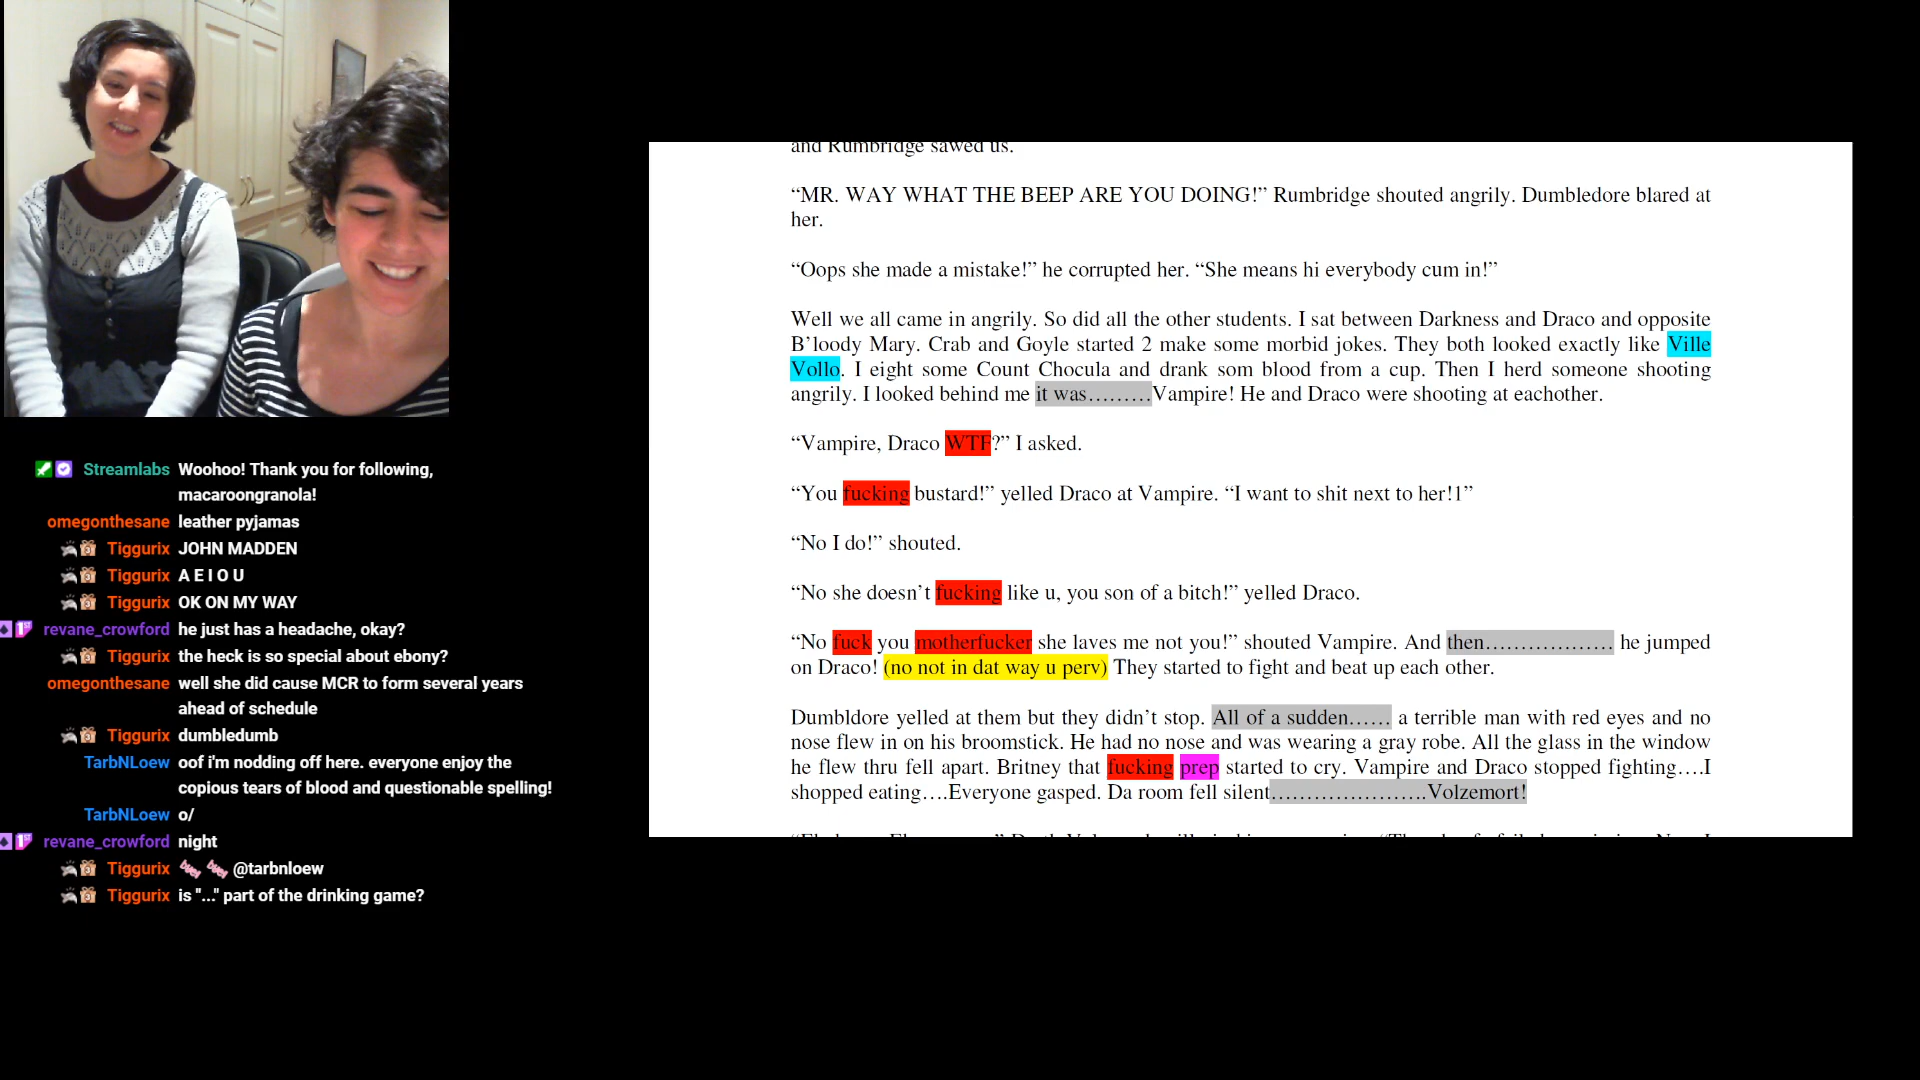 Streamlabs Woohoo! Thank you for following,
macaroongranola!
omegonthesane leather pyjamas
Tiggurix JOHN MADDEN
Tiggurix A E I O U
Tiggurix OK ON MY WAY
revane_crowford he just has a headache, okay?
Tiggurix the heck is so special about ebony?
omegonthesane well she did cause MCR to form several years
ahead of schedule
Tiggurix dumbledumb
TarbNLoew oof i'm nodding off here. everyone enjoy the
copious tears of blood and questionable spelling!
TarbNLoew o/
revane_crowford night
Tiggurix @tarbnloew
Tiggurix is "..." part of the drinking game?
and Rumbridge sawed us.
“MR. WAY WHAT THE BEEP ARE YOU DOING!” Rumbridge shouted angrily. Dumbledore blared at
her.
“Oops she made a mistake!” he corrupted her. “She means hi everybody cum in!”
Well we all came in angrily. So did all the other students. I sat between Darkness and Draco and opposite
B’loody Mary. Crab and Goyle started 2 make some morbid jokes. They both looked exactly like Ville
Vollo. I eight some Count Chocula and drank som blood from a cup. Then I herd someone shooting
angrily. I looked behind me it was………Vampire! He and Draco were shooting at eachother.
“Vampire, Draco WTF?” I asked.
“You fucking bustard!” yelled Draco at Vampire. “I want to shit next to her!1”
“No I do!” shouted.
“No she doesn’t fucking like u, you son of a bitch!” yelled Draco.
“No fuck you motherfucker she laves me not you!” shouted Vampire. And then……………… he jumped
on Draco! (no not in dat way u perv) They started to fight and beat up each other.
Dumbldore yelled at them but they didn’t stop. All of a sudden…… a terrible man with red eyes and no
nose flew in on his broomstick. He had no nose and was wearing a gray robe. All the glass in the window
he flew thru fell apart. Britney that fucking prep started to cry. Vampire and Draco stopped fighting….I
shopped eating….Everyone gasped. Da room fell silent………………….Volzemort!